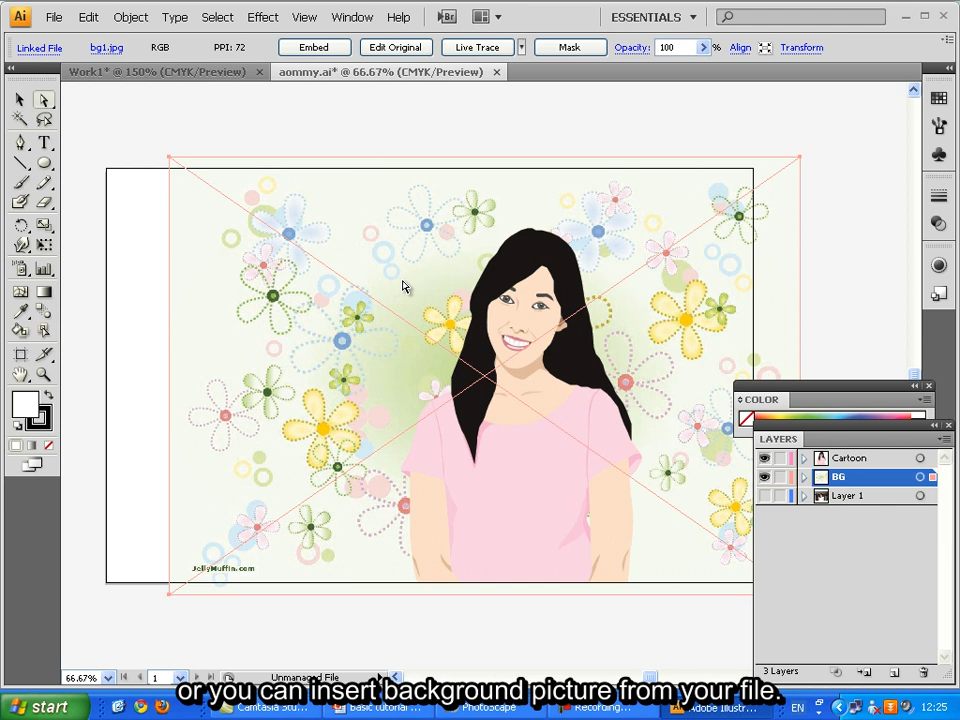 Ai File Edit Object Type Select Effect View Window Help Br ESSENTIALS
Linked File bg1.jpg RGB PPI: 72 Embed Edit Original Live Trace Mask Opacity: 100 % Align Transform
Work1* @ 150% (CMYK/Preview) × aommy.ai* @ 66.67% (CMYK/Preview) ×
COLOR
LAYERS
Cartoon
BG
Layer 1
JellyMuffin.com
3 Layers
66.67% 1 Unmanaged File
or you can insert background picture from your file.
start Camtasia Stu... basic tutorial ... PhotoScape Recording... Adobe Illustr... EN 12:25